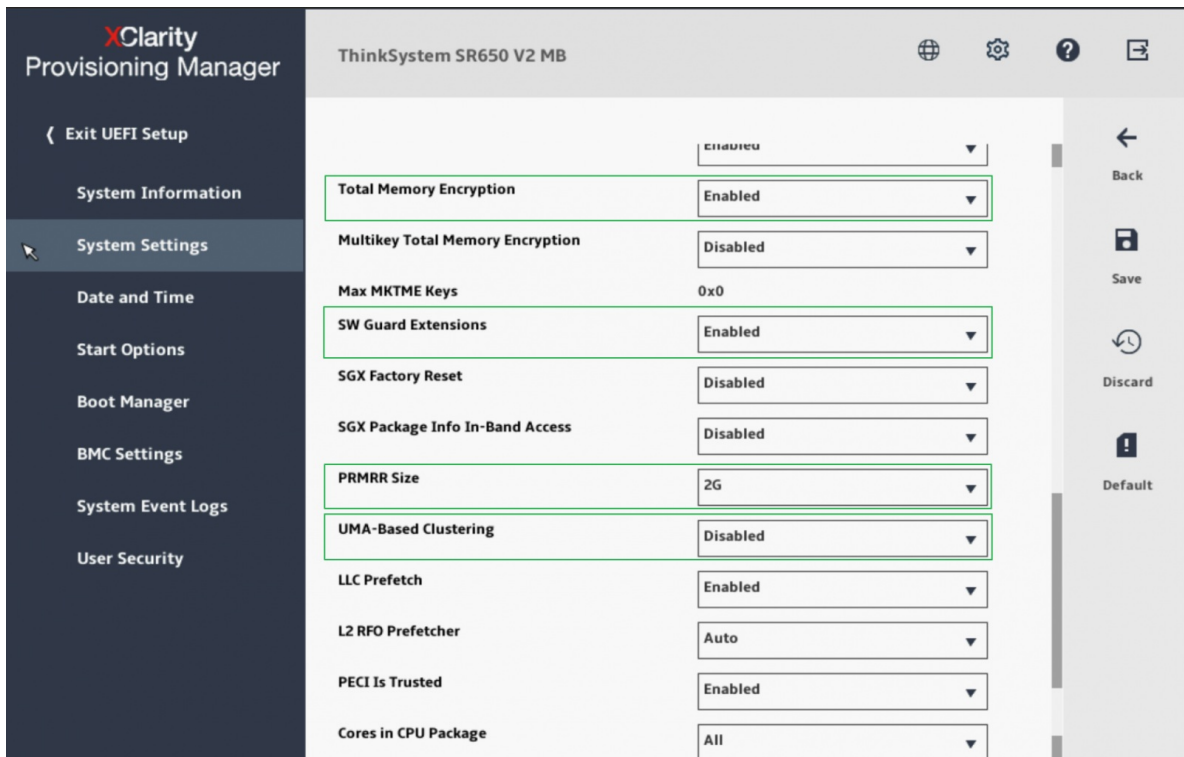 XClarity
Provisioning Manager
ThinkSystem SR650 V2 MB
Exit UEFI Setup
System Information
System Settings
Date and Time
Start Options
Boot Manager
BMC Settings
System Event Logs
User Security
Enabled
Total Memory Encryption Enabled
Multikey Total Memory Encryption Disabled
Max MKTME Keys 0x0
SW Guard Extensions Enabled
SGX Factory Reset Disabled
SGX Package Info In-Band Access Disabled
PRMRR Size 2G
UMA-Based Clustering Disabled
LLC Prefetch Enabled
L2 RFO Prefetcher Auto
PECI Is Trusted Enabled
Cores in CPU Package All
Back
Save
Discard
Default